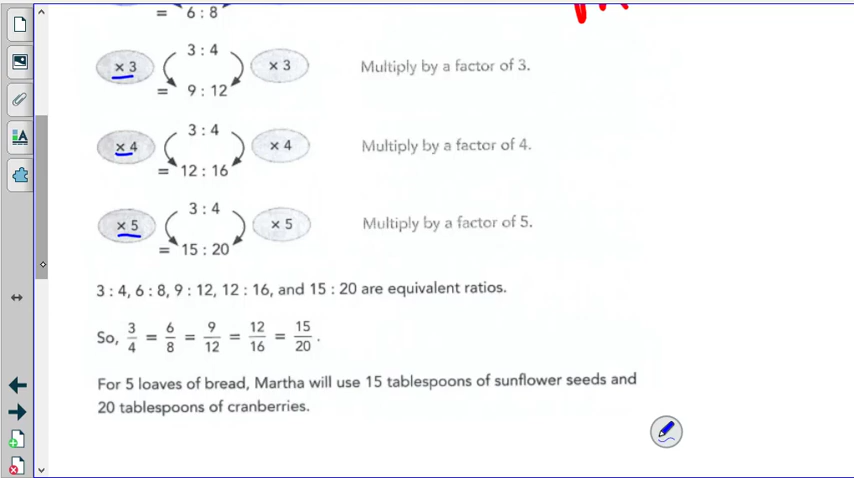 = 6 : 8
× 3 3 : 4 × 3 Multiply by a factor of 3.
= 9 : 12
× 4 3 : 4 × 4 Multiply by a factor of 4.
= 12 : 16
× 5 3 : 4 × 5 Multiply by a factor of 5.
= 15 : 20
3 : 4, 6 : 8, 9 : 12, 12 : 16, and 15 : 20 are equivalent ratios.
So, 3/4 = 6/8 = 9/12 = 12/16 = 15/20 .
For 5 loaves of bread, Martha will use 15 tablespoons of sunflower seeds and
20 tablespoons of cranberries.